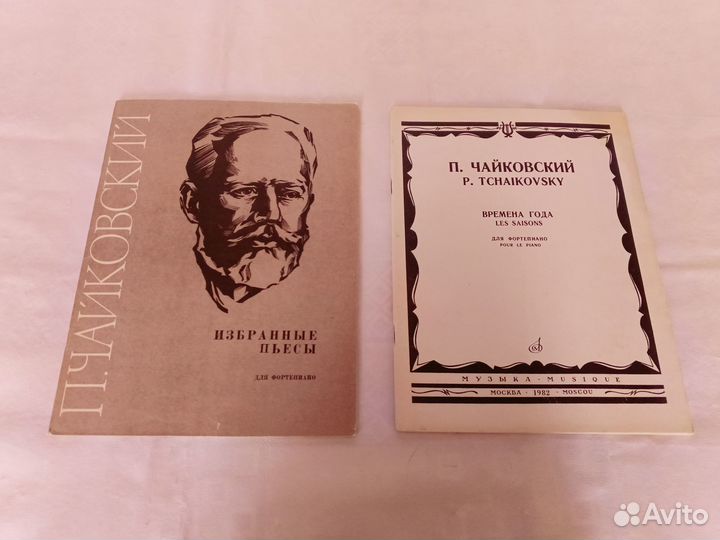 П.ЧАЙКОВСКИЙ
ИЗБРАННЫЕ
ПЬЕСЫ
ДЛЯ ФОРТЕПИАНО
П. ЧАЙКОВСКИЙ
P. TCHAIKOVSKY
ВРЕМЕНА ГОДА
LES SAISONS
ДЛЯ ФОРТЕПИАНО
POUR LE PIANO
МУЗЫКА · MUSIQUE
МОСКВА · 1982 · MOSCOU
Avito